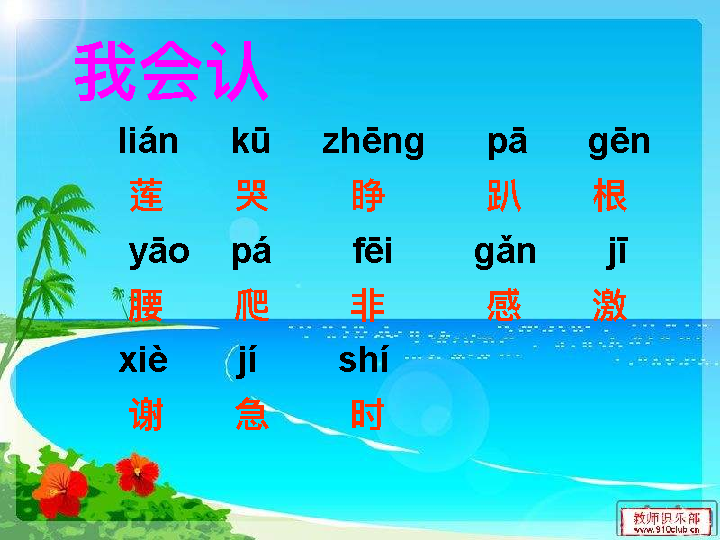 我会认
lián kū zhēng pā gēn
莲 哭 睁 趴 根
yāo pá fēi gǎn jī
腰 爬 非 感 激
xiè jí shí
谢 急 时
教师俱乐部
www.910club.cn